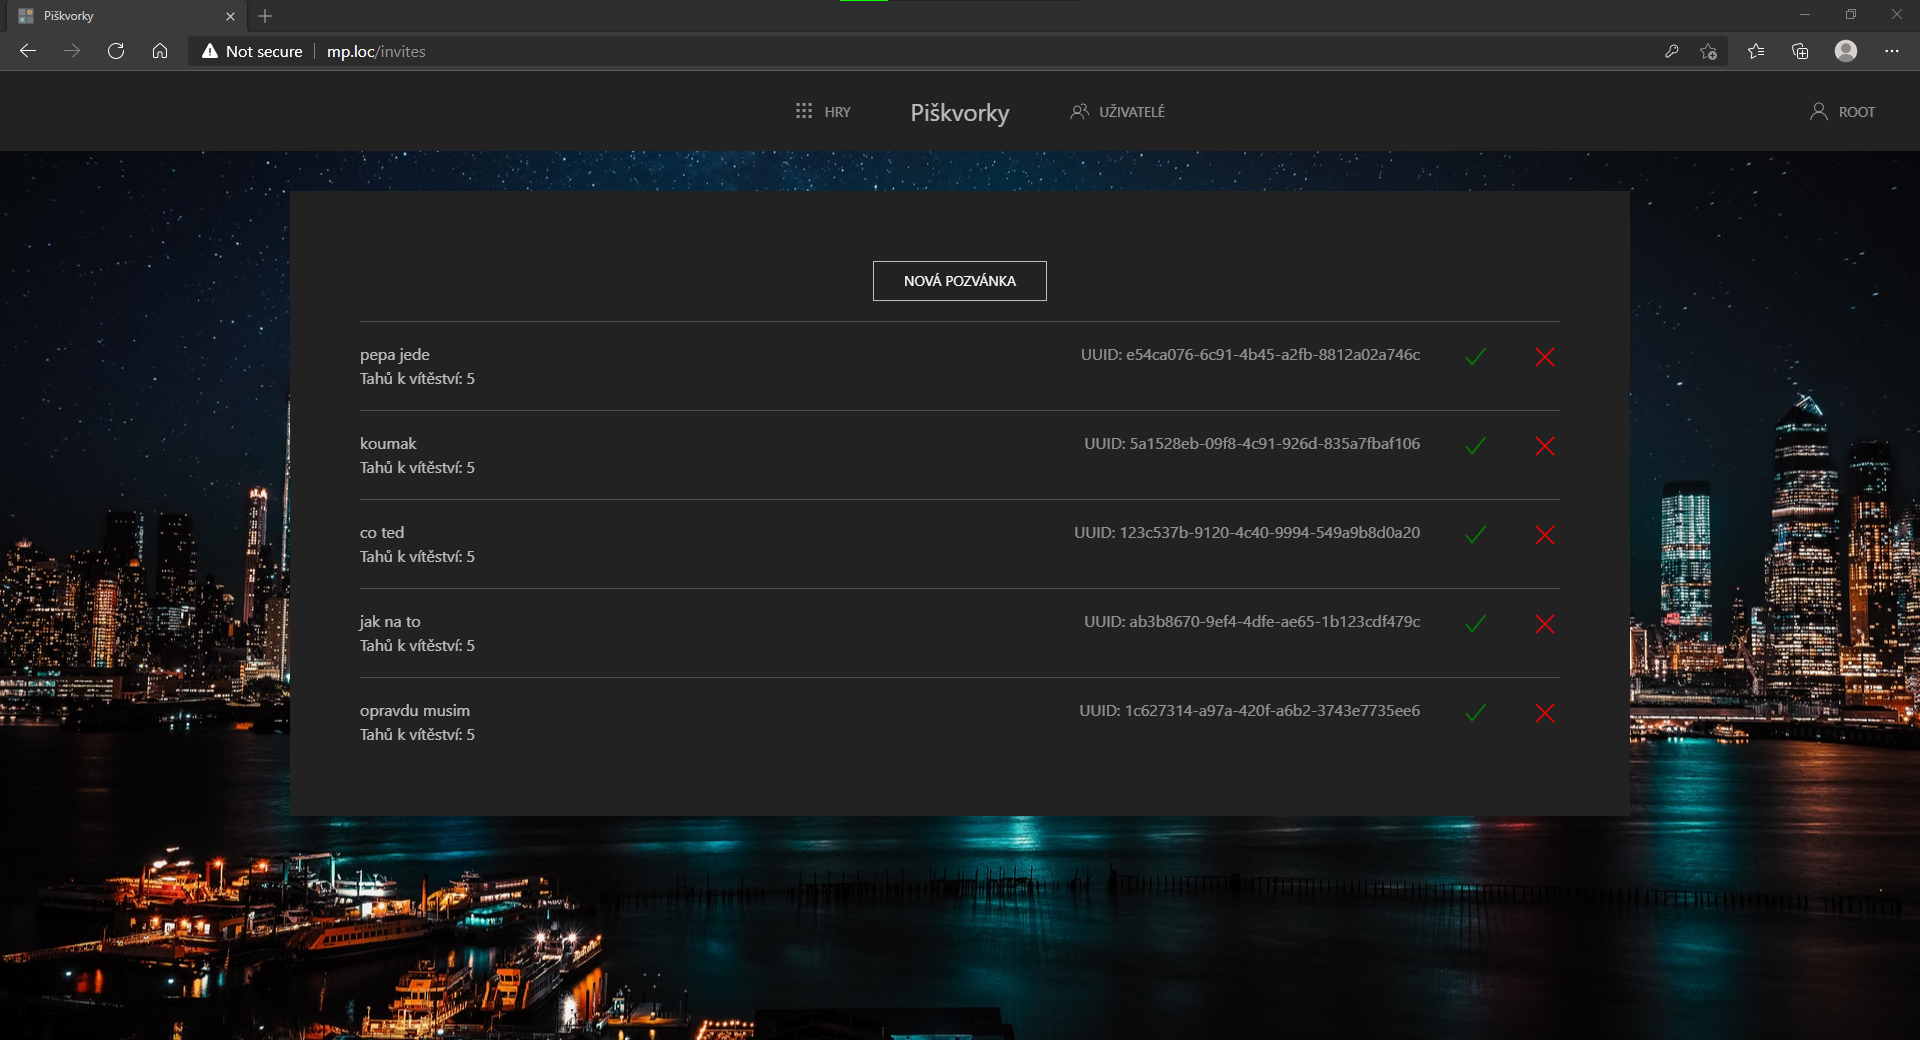 Piškvorky
Not secure
mp.loc/invites
HRY
Piškvorky
UŽIVATELÉ
ROOT
NOVÁ POZVÁNKA
pepa jede
UUID: e54ca076-6c91-4b45-a2fb-8812a02a746c
Tahů k vítěství: 5
koumak
UUID: 5a1528eb-09f8-4c91-926d-835a7fbaf106
Tahů k vítěství: 5
co ted
UUID: 123c537b-9120-4c40-9994-549a9b8d0a20
Tahů k vítěství: 5
jak na to
UUID: ab3b8670-9ef4-4dfe-ae65-1b123cdf479c
Tahů k vítěství: 5
opravdu musim
UUID: 1c627314-a97a-420f-a6b2-3743e7735ee6
Tahů k vítěství: 5